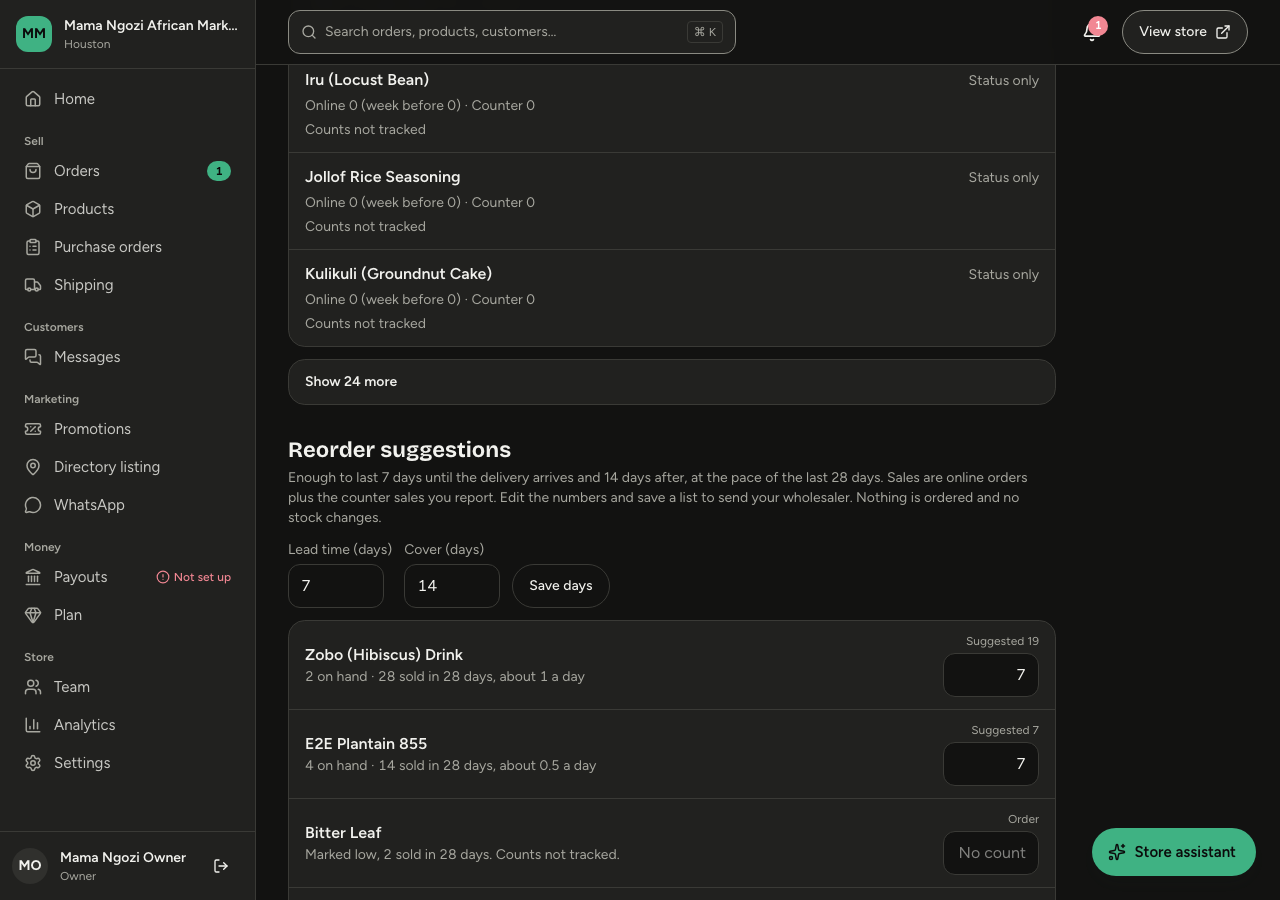 MM
Mama Ngozi African Mark...
Houston
Search orders, products, customers...
⌘ K
1
View store
Home
Sell
Orders
1
Products
Purchase orders
Shipping
Customers
Messages
Marketing
Promotions
Directory listing
WhatsApp
Money
Payouts
Not set up
Plan
Store
Team
Analytics
Settings
MO
Mama Ngozi Owner
Owner
Iru (Locust Bean)
Status only
Online 0 (week before 0) · Counter 0
Counts not tracked
Jollof Rice Seasoning
Status only
Online 0 (week before 0) · Counter 0
Counts not tracked
Kulikuli (Groundnut Cake)
Status only
Online 0 (week before 0) · Counter 0
Counts not tracked
Show 24 more
Reorder suggestions
Enough to last 7 days until the delivery arrives and 14 days after, at the pace of the last 28 days. Sales are online orders
plus the counter sales you report. Edit the numbers and save a list to send your wholesaler. Nothing is ordered and no
stock changes.
Lead time (days)
Cover (days)
7
14
Save days
Zobo (Hibiscus) Drink
2 on hand · 28 sold in 28 days, about 1 a day
Suggested 19
7
E2E Plantain 855
4 on hand · 14 sold in 28 days, about 0.5 a day
Suggested 7
7
Bitter Leaf
Marked low, 2 sold in 28 days. Counts not tracked.
Order
No count
Store assistant